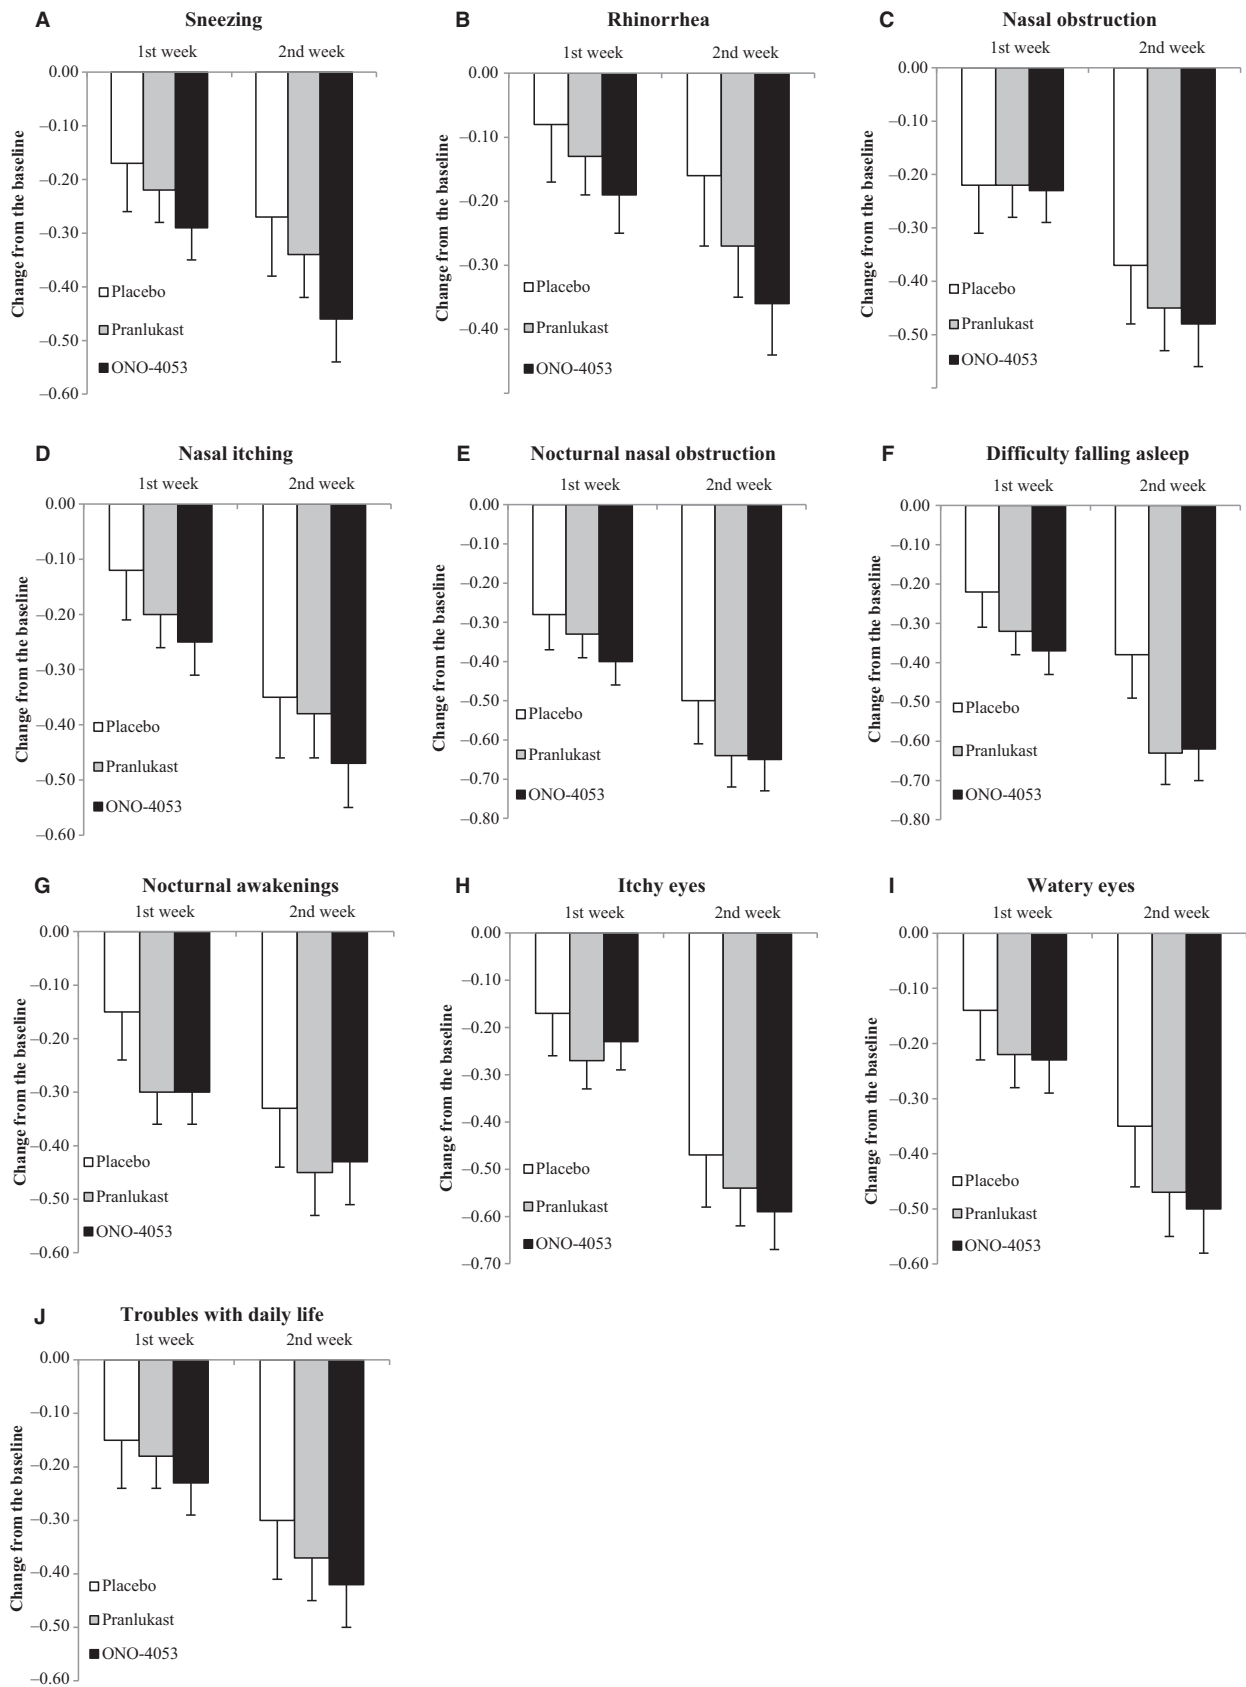 A Sneezing
1st week 2nd week
0.00
–0.10
–0.20
–0.30
–0.40
–0.50
–0.60
Change from the baseline
Placebo
Pranlukast
ONO-4053
B Rhinorrhea
1st week 2nd week
0.00
–0.10
–0.20
–0.30
–0.40
Change from the baseline
Placebo
Pranlukast
ONO-4053
C Nasal obstruction
1st week 2nd week
0.00
–0.10
–0.20
–0.30
–0.40
–0.50
Change from the baseline
Placebo
Pranlukast
ONO-4053
D Nasal itching
1st week 2nd week
0.00
–0.10
–0.20
–0.30
–0.40
–0.50
–0.60
Change from the baseline
Placebo
Pranlukast
ONO-4053
E Nocturnal nasal obstruction
1st week 2nd week
0.00
–0.10
–0.20
–0.30
–0.40
–0.50
–0.60
–0.70
–0.80
Change from the baseline
Placebo
Pranlukast
ONO-4053
F Difficulty falling asleep
1st week 2nd week
0.00
–0.10
–0.20
–0.30
–0.40
–0.50
–0.60
–0.70
–0.80
Change from the baseline
Placebo
Pranlukast
ONO-4053
G Nocturnal awakenings
1st week 2nd week
0.00
–0.10
–0.20
–0.30
–0.40
–0.50
–0.60
Change from the baseline
Placebo
Pranlukast
ONO-4053
H Itchy eyes
1st week 2nd week
0.00
–0.10
–0.20
–0.30
–0.40
–0.50
–0.60
–0.70
Change from the baseline
Placebo
Pranlukast
ONO-4053
I Watery eyes
1st week 2nd week
0.00
–0.10
–0.20
–0.30
–0.40
–0.50
–0.60
Change from the baseline
Placebo
Pranlukast
ONO-4053
J Troubles with daily life
1st week 2nd week
0.00
–0.10
–0.20
–0.30
–0.40
–0.50
–0.60
Change from the baseline
Placebo
Pranlukast
ONO-4053